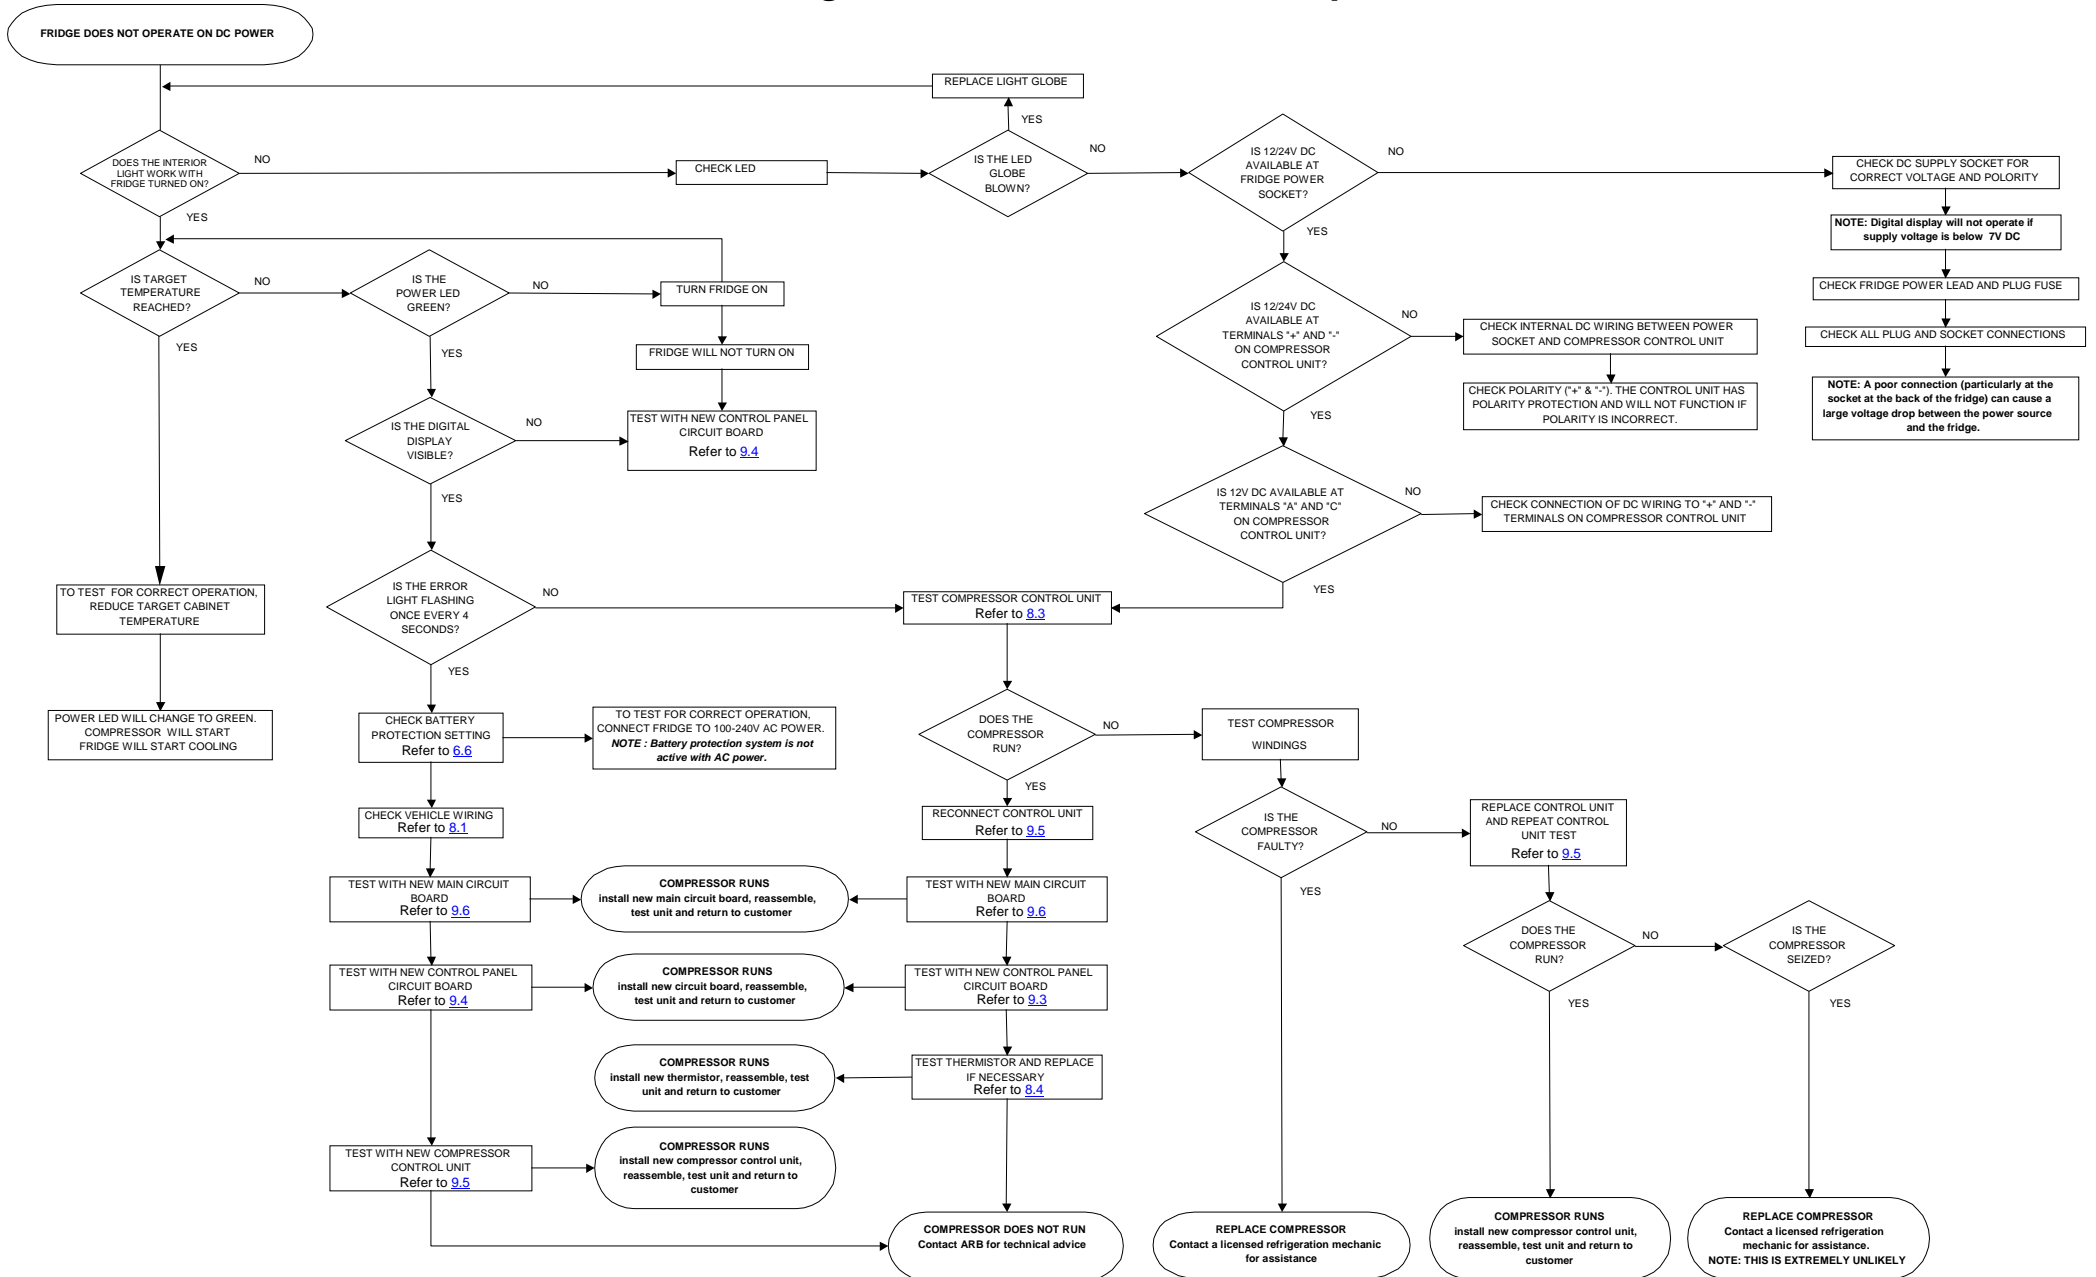 FRIDGE DOES NOT OPERATE ON DC POWER
REPLACE LIGHT GLOBE
YES
DOES THE INTERIOR
LIGHT WORK WITH
FRIDGE TURNED ON?
NO
YES
CHECK LED
IS THE LED
GLOBE
BLOWN?
NO
IS 12/24V DC
AVAILABLE AT
FRIDGE POWER
SOCKET?
NO
YES
CHECK DC SUPPLY SOCKET FOR
CORRECT VOLTAGE AND POLORITY
NOTE: Digital display will not operate if
supply voltage is below 7V DC
CHECK FRIDGE POWER LEAD AND PLUG FUSE
CHECK ALL PLUG AND SOCKET CONNECTIONS
NOTE: A poor connection (particularly at the
socket at the back of the fridge) can cause a
large voltage drop between the power source
and the fridge.
IS TARGET
TEMPERATURE
REACHED?
NO
YES
IS THE
POWER LED
GREEN?
NO
YES
TURN FRIDGE ON
FRIDGE WILL NOT TURN ON
TEST WITH NEW CONTROL PANEL
CIRCUIT BOARD
Refer to 9.4
IS THE DIGITAL
DISPLAY
VISIBLE?
NO
YES
IS 12/24V DC
AVAILABLE AT
TERMINALS "+" AND "-"
ON COMPRESSOR
CONTROL UNIT?
NO
YES
CHECK INTERNAL DC WIRING BETWEEN POWER
SOCKET AND COMPRESSOR CONTROL UNIT
CHECK POLARITY ("+" & "-"). THE CONTROL UNIT HAS
POLARITY PROTECTION AND WILL NOT FUNCTION IF
POLARITY IS INCORRECT.
IS 12V DC AVAILABLE AT
TERMINALS "A" AND "C"
ON COMPRESSOR
CONTROL UNIT?
NO
YES
CHECK CONNECTION OF DC WIRING TO "+" AND "-"
TERMINALS ON COMPRESSOR CONTROL UNIT
TO TEST FOR CORRECT OPERATION,
REDUCE TARGET CABINET
TEMPERATURE
POWER LED WILL CHANGE TO GREEN.
COMPRESSOR WILL START
FRIDGE WILL START COOLING
IS THE ERROR
LIGHT FLASHING
ONCE EVERY 4
SECONDS?
NO
YES
TEST COMPRESSOR CONTROL UNIT
Refer to 8.3
CHECK BATTERY
PROTECTION SETTING
Refer to 6.6
TO TEST FOR CORRECT OPERATION,
CONNECT FRIDGE TO 100-240V AC POWER.
NOTE : Battery protection system is not
active with AC power.
DOES THE
COMPRESSOR
RUN?
NO
YES
TEST COMPRESSOR
WINDINGS
CHECK VEHICLE WIRING
Refer to 8.1
RECONNECT CONTROL UNIT
Refer to 9.5
IS THE
COMPRESSOR
FAULTY?
NO
YES
REPLACE CONTROL UNIT
AND REPEAT CONTROL
UNIT TEST
Refer to 9.5
TEST WITH NEW MAIN CIRCUIT
BOARD
Refer to 9.6
COMPRESSOR RUNS
install new main circuit board, reassemble,
test unit and return to customer
TEST WITH NEW MAIN CIRCUIT
BOARD
Refer to 9.6
DOES THE
COMPRESSOR
RUN?
NO
YES
IS THE
COMPRESSOR
SEIZED?
YES
TEST WITH NEW CONTROL PANEL
CIRCUIT BOARD
Refer to 9.4
COMPRESSOR RUNS
install new circuit board, reassemble,
test unit and return to customer
TEST WITH NEW CONTROL PANEL
CIRCUIT BOARD
Refer to 9.3
COMPRESSOR RUNS
install new thermistor, reassemble, test
unit and return to customer
TEST THERMISTOR AND REPLACE
IF NECESSARY
Refer to 8.4
TEST WITH NEW COMPRESSOR
CONTROL UNIT
Refer to 9.5
COMPRESSOR RUNS
install new compressor control unit,
reassemble, test unit and return to
customer
COMPRESSOR DOES NOT RUN
Contact ARB for technical advice
REPLACE COMPRESSOR
Contact a licensed refrigeration mechanic
for assistance
COMPRESSOR RUNS
install new compressor control unit,
reassemble, test unit and return to
customer
REPLACE COMPRESSOR
Contact a licensed refrigeration
mechanic for assistance.
NOTE: THIS IS EXTREMELY UNLIKELY